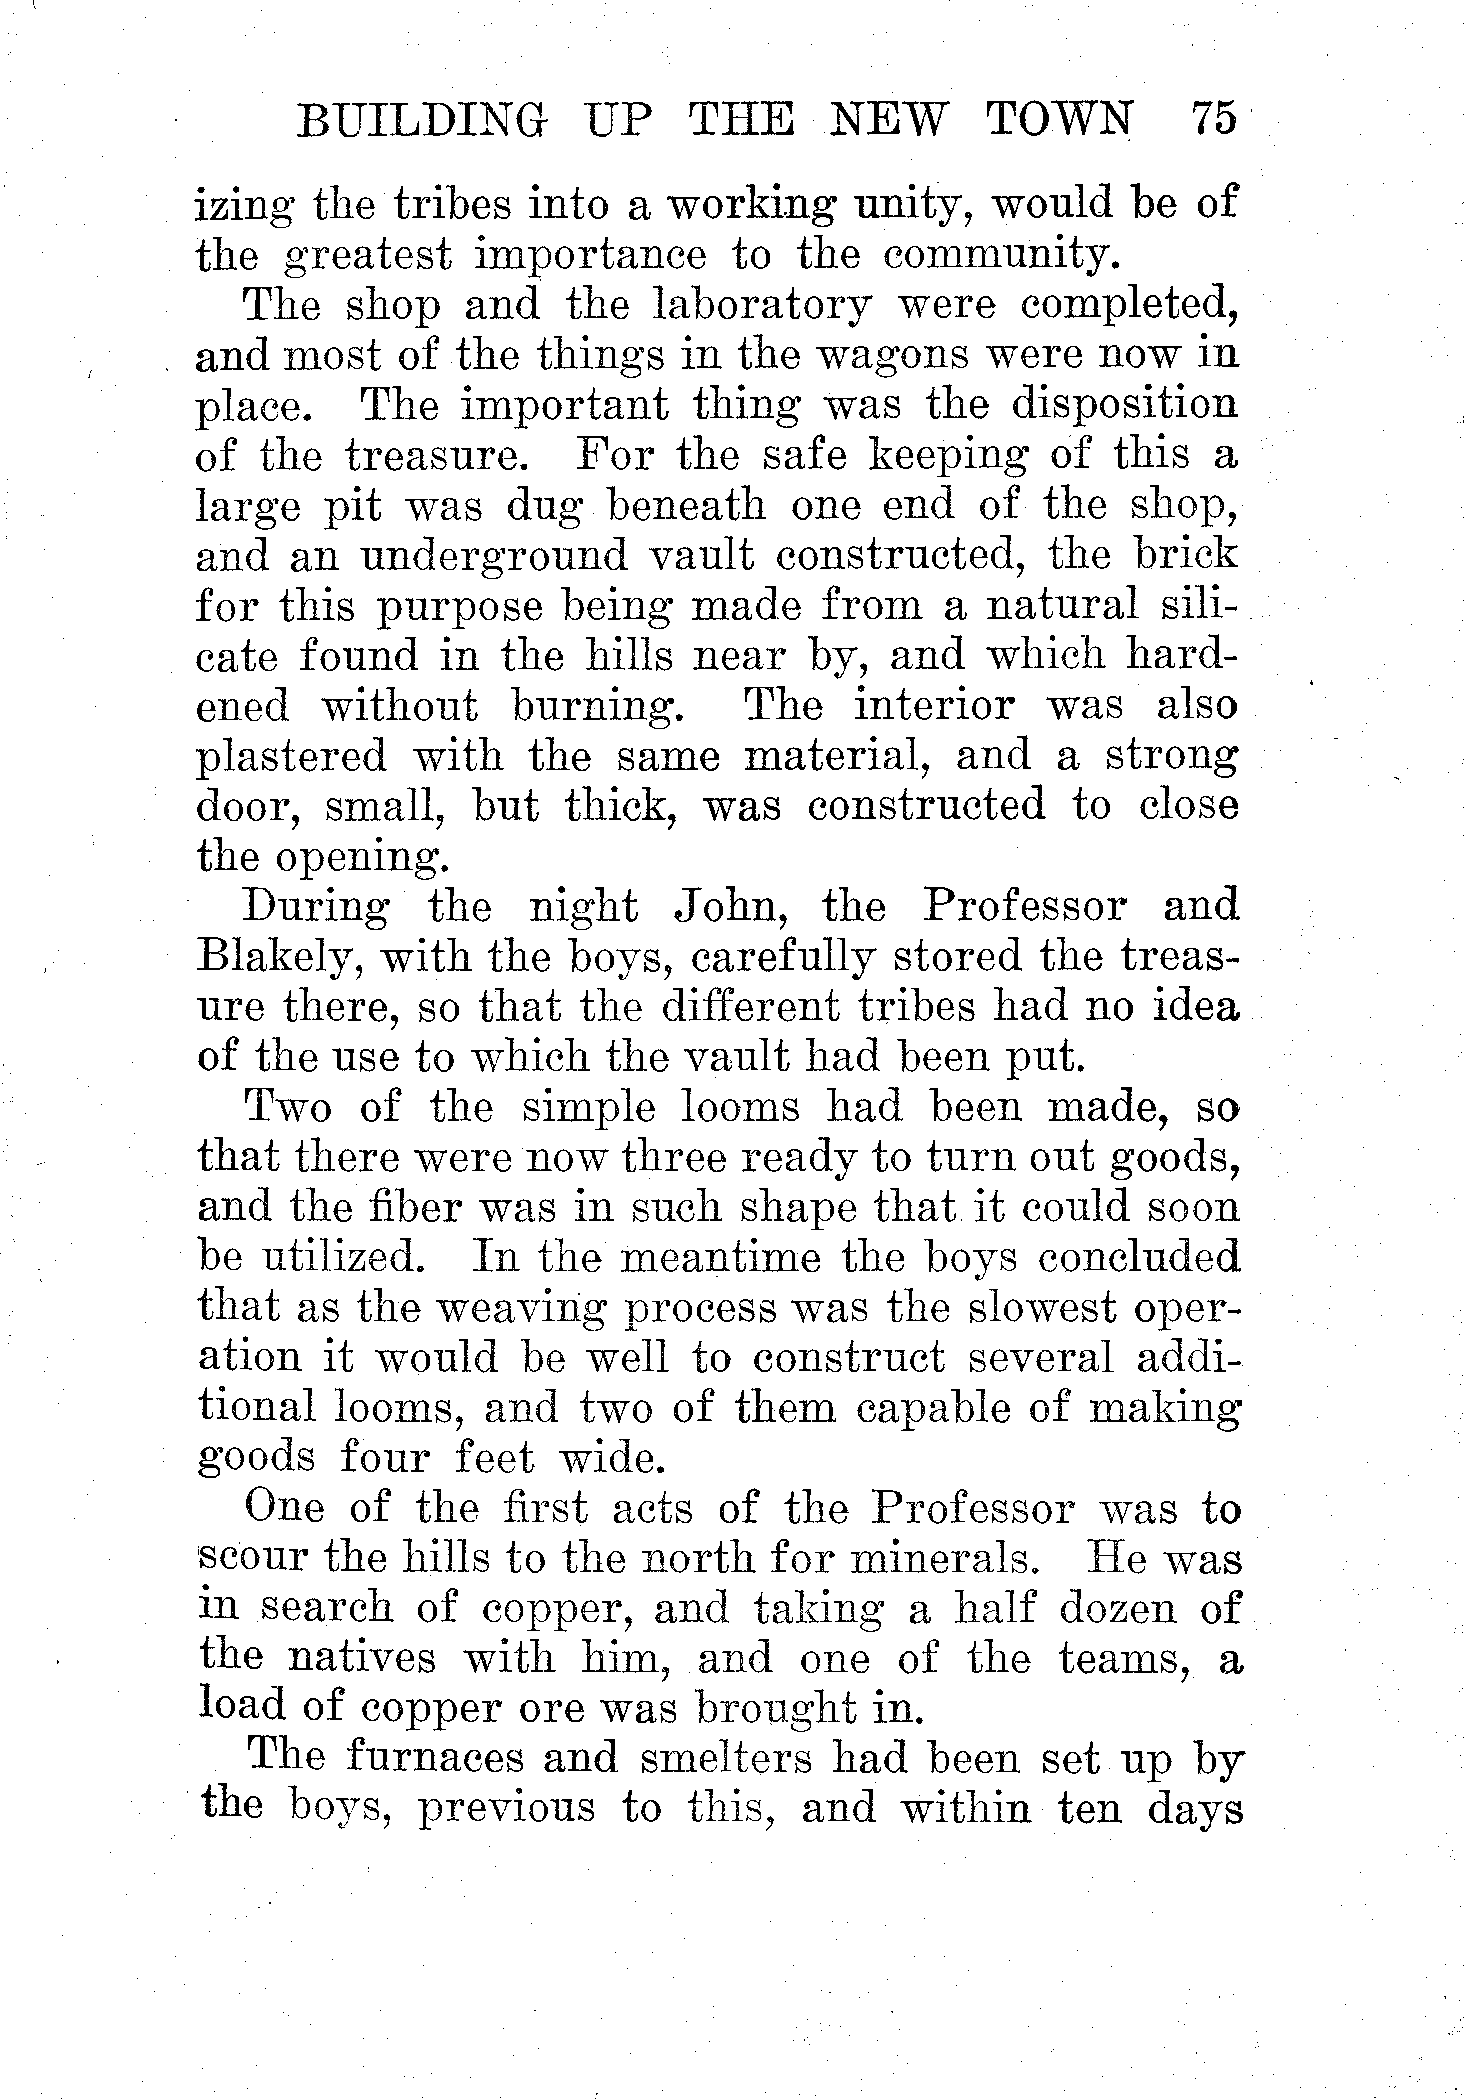 BUILDING UP THE NEW TOWN 75
izing the tribes into a working unity, would be of
the greatest importance to the community.
The shop and the laboratory were completed,
and most of the things in the wagons were now in
place. The important thing was the disposition
of the treasure. For the safe keeping of this a
large pit was dug beneath one end of the shop,
and an underground vault constructed, the brick
for this purpose being made from a natural sili-
cate found in the hills near by, and which hard-
ened without burning. The interior was also
plastered with the same material, and a strong
door, small, but thick, was constructed to close
the opening.
During the night John, the Professor and
Blakely, with the boys, carefully stored the treas-
ure there, so that the different tribes had no idea
of the use to which the vault had been put.
Two of the simple looms had been made, so
that there were now three ready to turn out goods,
and the fiber was in such shape that it could soon
be utilized. In the meantime the boys concluded
that as the weaving process was the slowest oper-
ation it would be well to construct several addi-
tional looms, and two of them capable of making
goods four feet wide.
One of the first acts of the Professor was to
scour the hills to the north for minerals. He was
in search of copper, and taking a half dozen of
the natives with him, and one of the teams, a
load of copper ore was brought in.
The furnaces and smelters had been set up by
the boys, previous to this, and within ten days